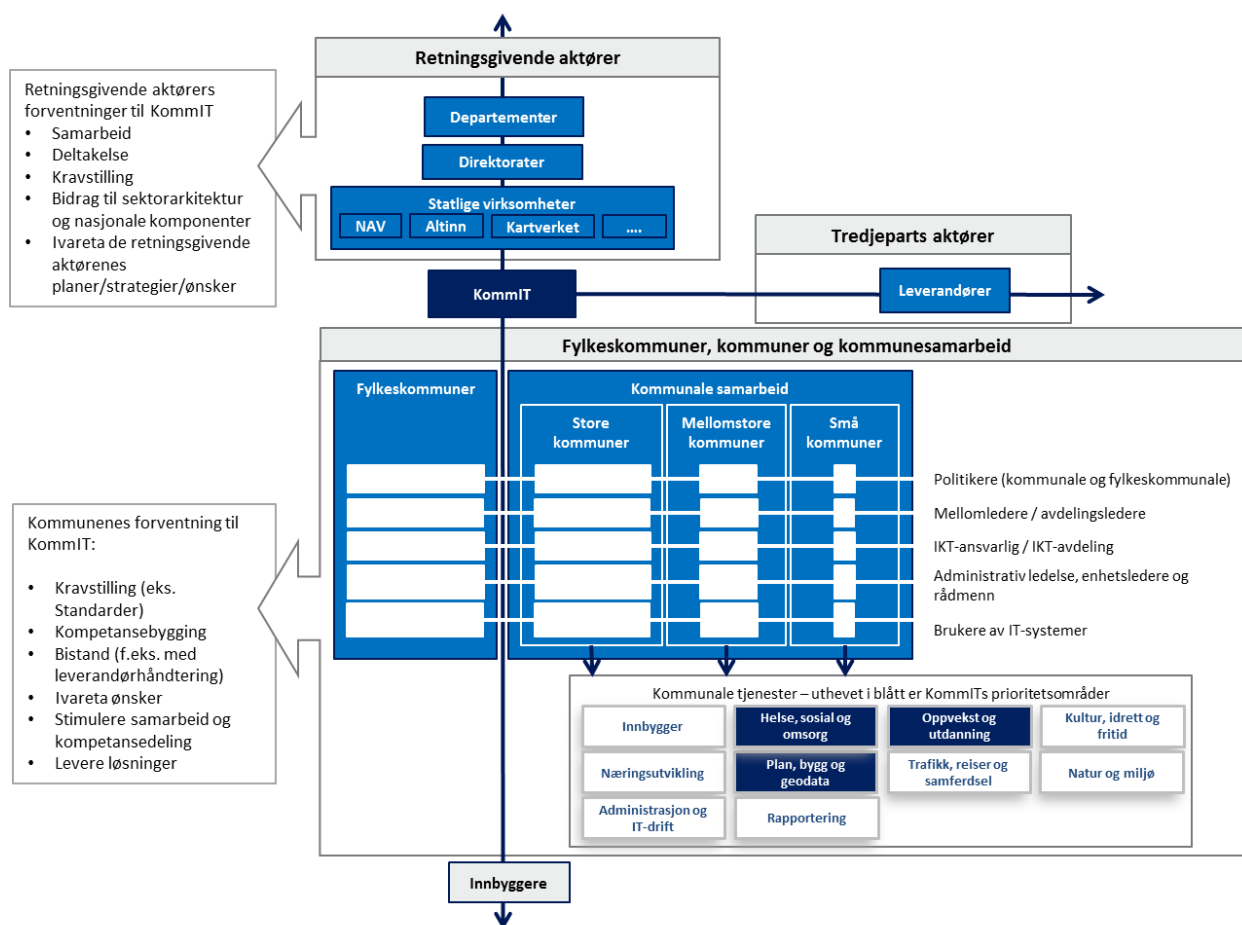 Retningsgivende aktører
Retningsgivende aktørers
forventninger til KommIT
• Samarbeid
• Deltakelse
• Kravstilling
• Bidrag til sektorarkitektur
og nasjonale komponenter
• Ivareta de retningsgivende
aktørenes
planer/strategier/ønsker
Departementer
Direktorater
Statlige virksomheter
NAV
Altinn
Kartverket
....
Tredjeparts aktører
KommIT
Leverandører
Fylkeskommuner, kommuner og kommunesamarbeid
Fylkeskommuner
Kommunale samarbeid
Store
kommuner
Mellomstore
kommuner
Små
kommuner
Politikere (kommunale og fylkeskommunale)
Mellomledere / avdelingsledere
IKT-ansvarlig / IKT-avdeling
Administrativ ledelse, enhetsledere og
rådmenn
Brukere av IT-systemer
Kommunenes forventning til
KommIT:
• Kravstilling (eks.
Standarder)
• Kompetansebygging
• Bistand (f.eks. med
leverandørhåndtering)
• Ivareta ønsker
• Stimulere samarbeid og
kompetansedeling
• Levere løsninger
Kommunale tjenester – uthevet i blått er KommITs prioritetsområder
Innbygger
Helse, sosial og
omsorg
Oppvekst og
utdanning
Kultur, idrett og
fritid
Næringsutvikling
Plan, bygg og
geodata
Trafikk, reiser og
samferdsel
Natur og miljø
Administrasjon og
IT-drift
Rapportering
Innbyggere